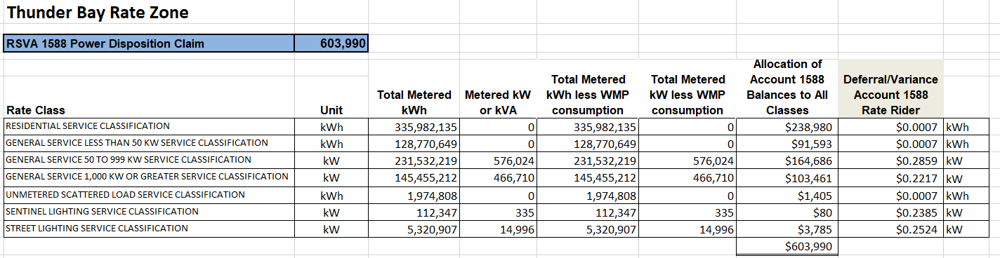 Thunder Bay Rate Zone
RSVA 1588 Power Disposition Claim 603,990
Allocation of
Total Metered Total Metered Account 1588 Deferral/Variance
Total Metered Metered kW kWh less WMP kW less WMP Balances to All Account 1588
Rate Class Unit kWh or kVA consumption consumption Classes Rate Rider
RESIDENTIAL SERVICE CLASSIFICATION kWh 335,982,135 0 335,982,135 0 $238,980 $0.0007 kWh
GENERAL SERVICE LESS THAN 50 KW SERVICE CLASSIFICATION kWh 128,770,649 0 128,770,649 0 $91,593 $0.0007 kWh
GENERAL SERVICE 50 TO 999 KW SERVICE CLASSIFICATION kW 231,532,219 576,024 231,532,219 576,024 $164,686 $0.2859 kW
GENERAL SERVICE 1,000 KW OR GREATER SERVICE CLASSIFICATION kW 145,455,212 466,710 145,455,212 466,710 $103,461 $0.2217 kW
UNMETERED SCATTERED LOAD SERVICE CLASSIFICATION kWh 1,974,808 0 1,974,808 0 $1,405 $0.0007 kWh
SENTINEL LIGHTING SERVICE CLASSIFICATION kW 112,347 335 112,347 335 $80 $0.2385 kW
STREET LIGHTING SERVICE CLASSIFICATION kW 5,320,907 14,996 5,320,907 14,996 $3,785 $0.2524 kW
$603,990